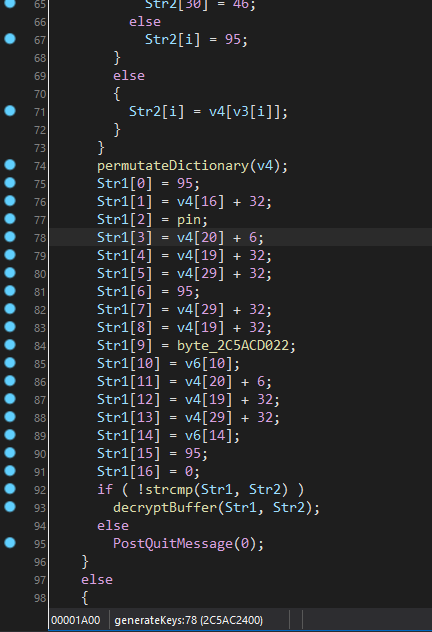 65 Str2[30] = 46;
66 else
67 Str2[i] = 95;
68 }
69 else
70 {
71 Str2[i] = v4[v3[i]];
72 }
73 }
74 permutateDictionary(v4);
75 Str1[0] = 95;
76 Str1[1] = v4[16] + 32;
77 Str1[2] = pin;
78 Str1[3] = v4[20] + 6;
79 Str1[4] = v4[19] + 32;
80 Str1[5] = v4[29] + 32;
81 Str1[6] = 95;
82 Str1[7] = v4[29] + 32;
83 Str1[8] = v4[19] + 32;
84 Str1[9] = byte_2C5ACD022;
85 Str1[10] = v6[10];
86 Str1[11] = v4[20] + 6;
87 Str1[12] = v4[19] + 32;
88 Str1[13] = v4[29] + 32;
89 Str1[14] = v6[14];
90 Str1[15] = 95;
91 Str1[16] = 0;
92 if ( !strcmp(Str1, Str2) )
93 decryptBuffer(Str1, Str2);
94 else
95 PostQuitMessage(0);
96 }
97 else
98 {
00001A00 generateKeys:78 (2C5AC2400)